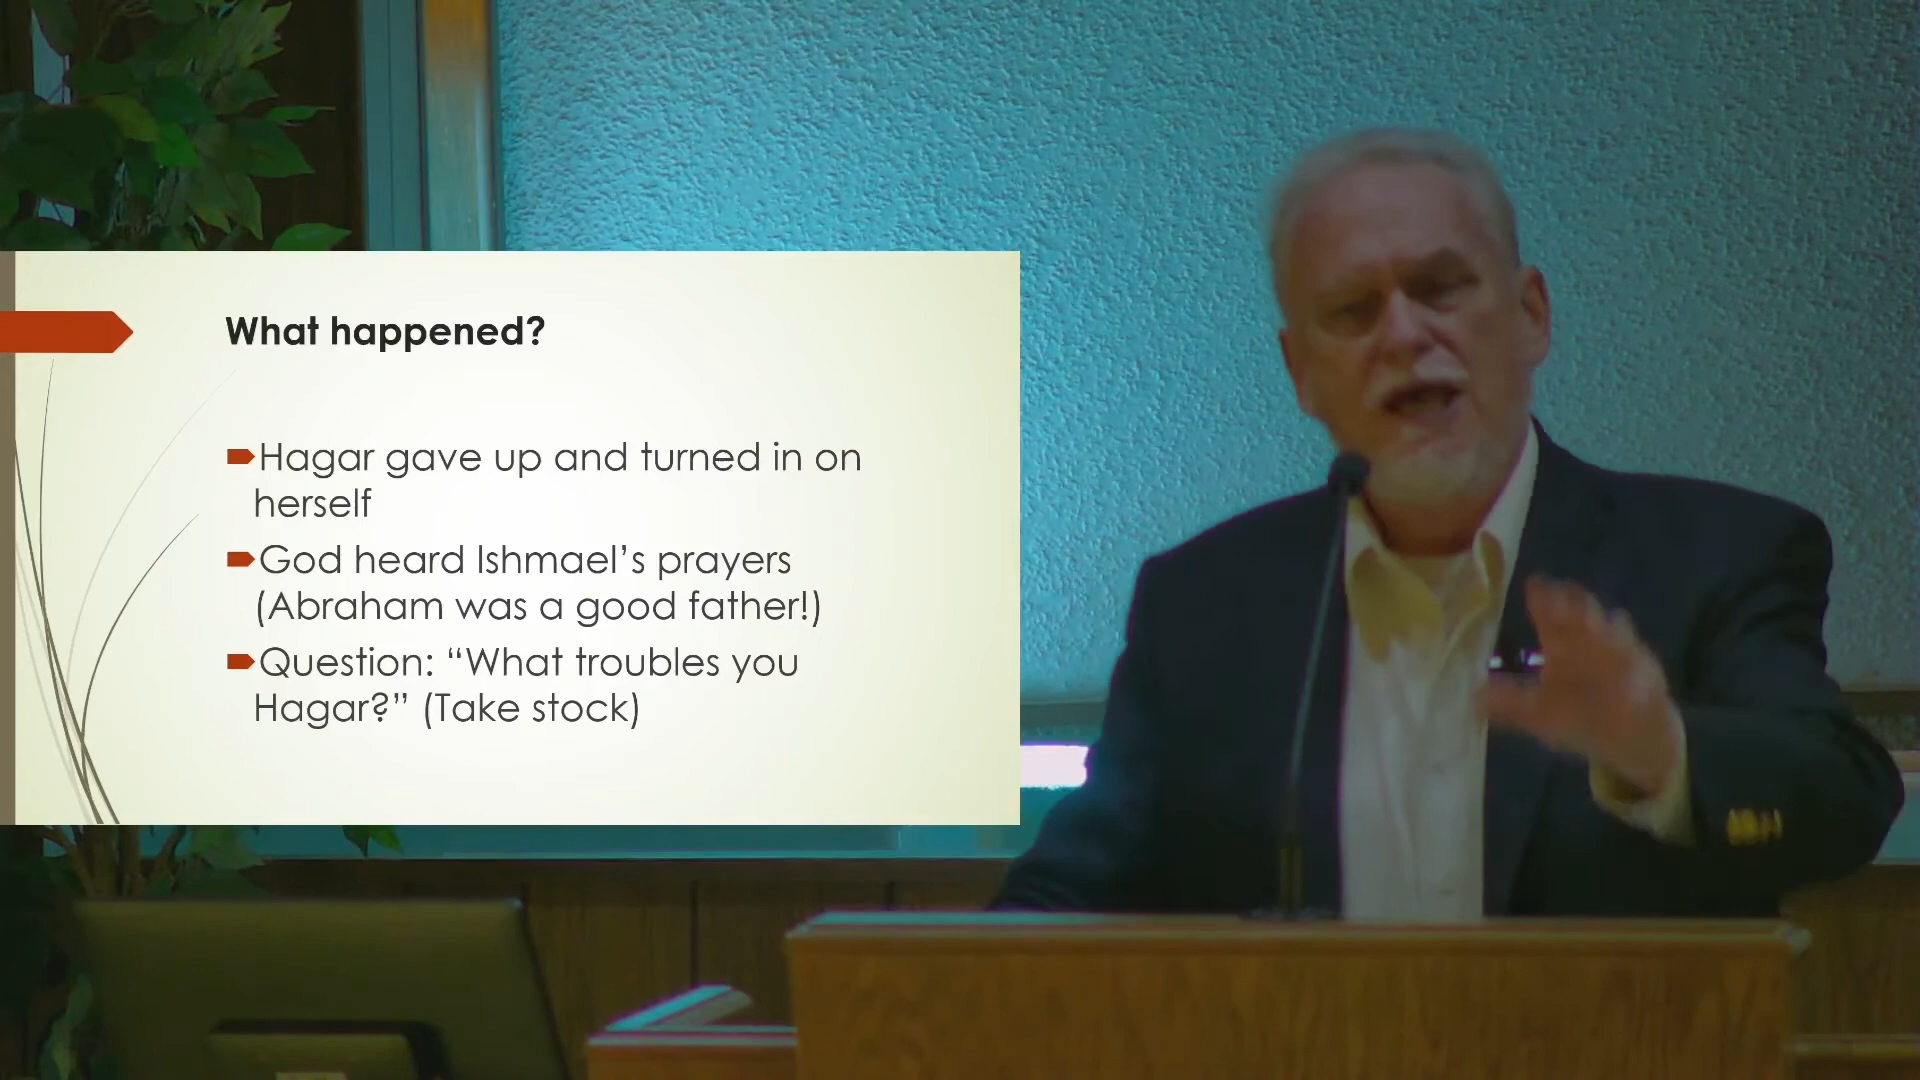 What happened?
Hagar gave up and turned in on
herself
God heard Ishmael’s prayers
(Abraham was a good father!)
Question: “What troubles you
Hagar?” (Take stock)